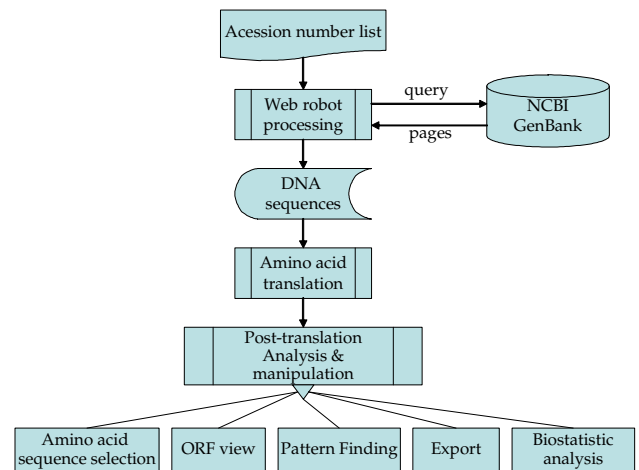 Acession number list
Web robot
processing
query
pages
NCBI
GenBank
DNA
sequences
Amino acid
translation
Post-translation
Analysis &
manipulation
Amino acid
sequence selection
ORF view
Pattern Finding
Export
Biostatistic
analysis